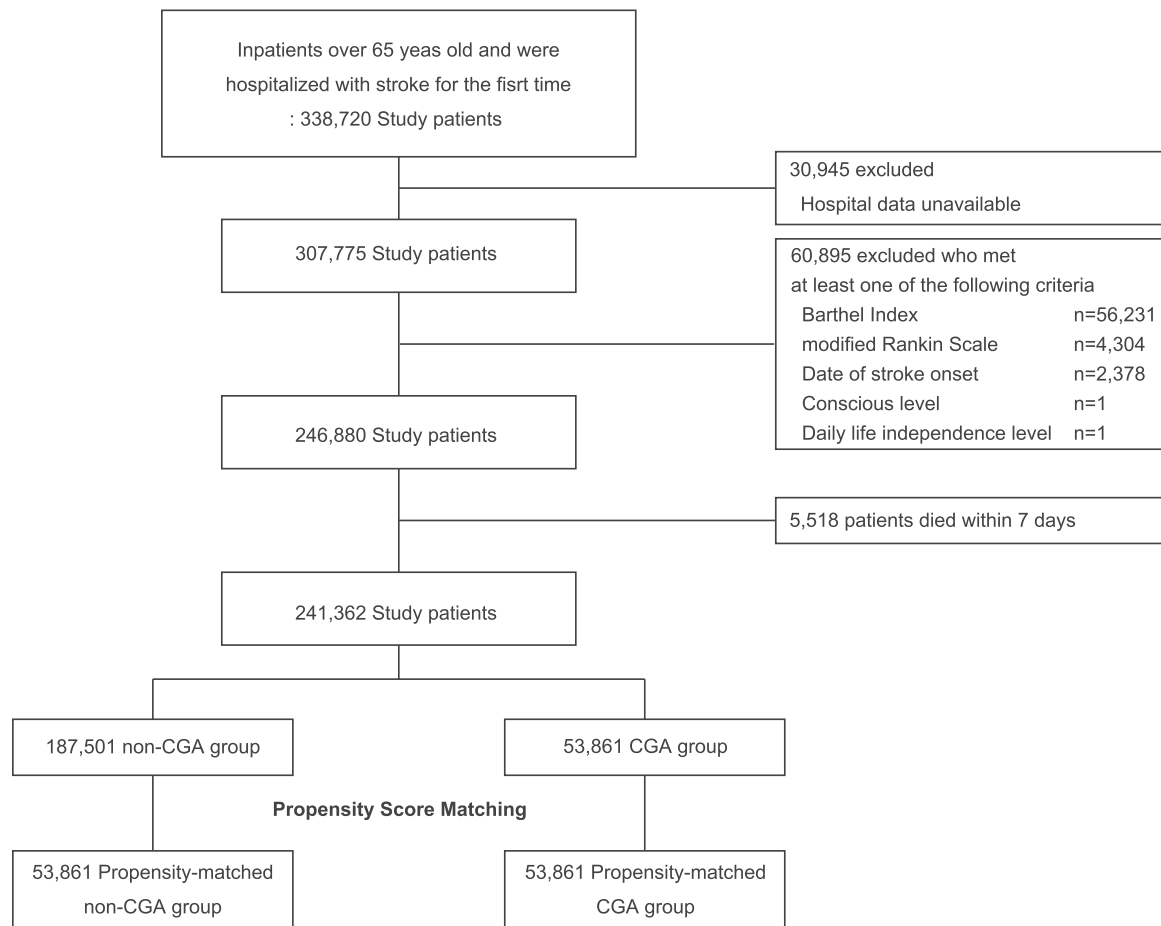 Inpatients over 65 yeas old and were
hospitalized with stroke for the fisrt time
: 338,720 Study patients
30,945 excluded
Hospital data unavailable
307,775 Study patients
60,895 excluded who met
at least one of the following criteria
Barthel Index n=56,231
modified Rankin Scale n=4,304
Date of stroke onset n=2,378
Conscious level n=1
Daily life independence level n=1
246,880 Study patients
5,518 patients died within 7 days
241,362 Study patients
187,501 non-CGA group
53,861 CGA group
Propensity Score Matching
53,861 Propensity-matched
non-CGA group
53,861 Propensity-matched
CGA group